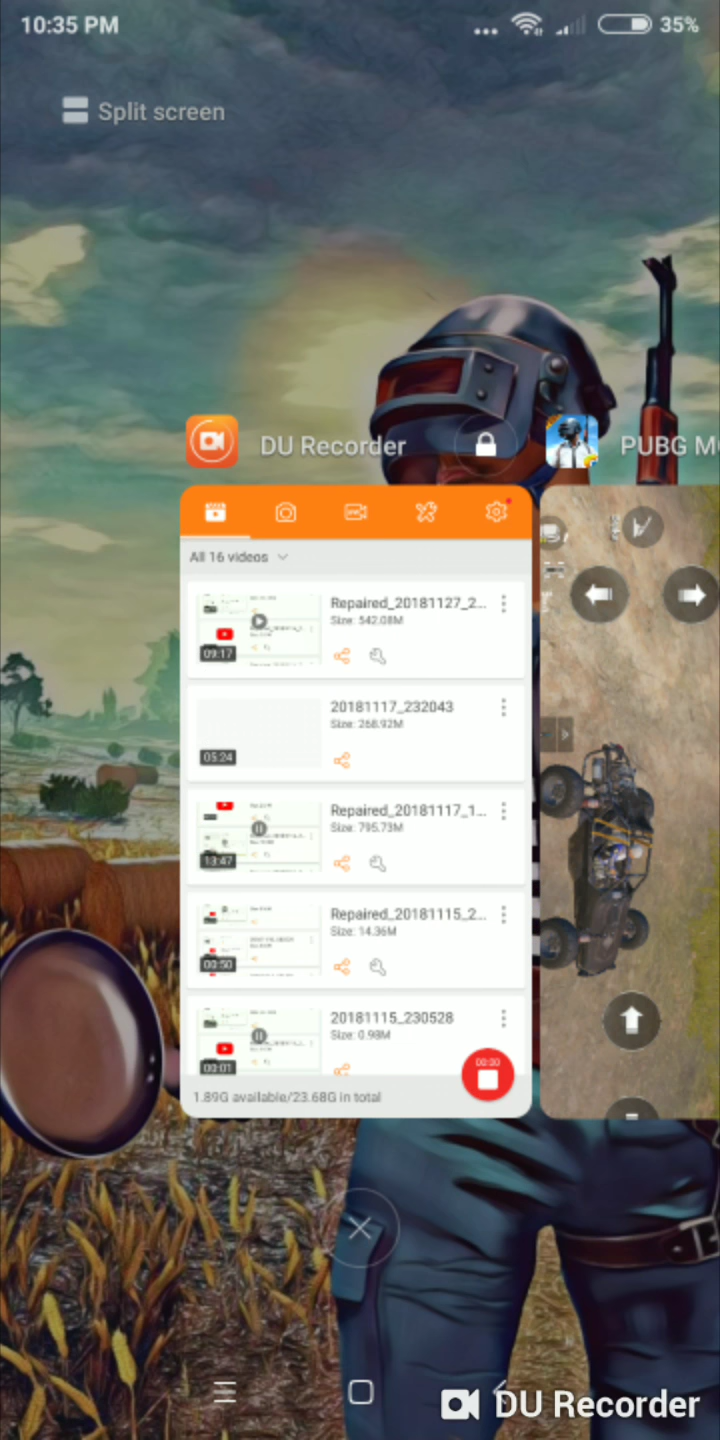 10:35 PM
... 35%
Split screen
DU Recorder
PUBG M
All 16 videos
Repaired_20181127_2...
Size: 542.08M
09:17
20181117_232043
Size: 268.92M
05:24
Repaired_20181117_1...
Size: 795.73M
13:47
Repaired_20181115_2...
Size: 14.36M
00:50
20181115_230528
Size: 0.98M
00:01
00:00
1.89G available/23.68G in total
DU Recorder